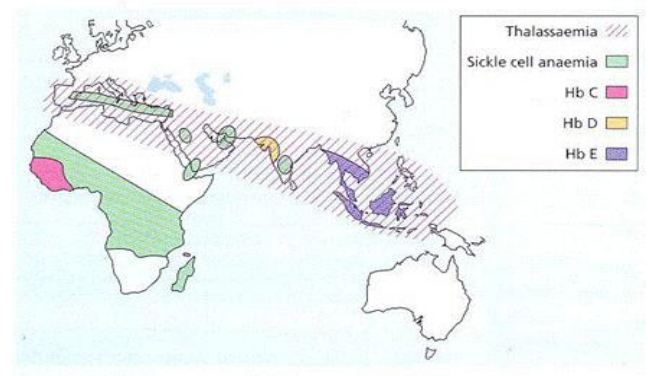 Thalassaemia
Sickle cell anaemia
Hb C
Hb D
Hb E